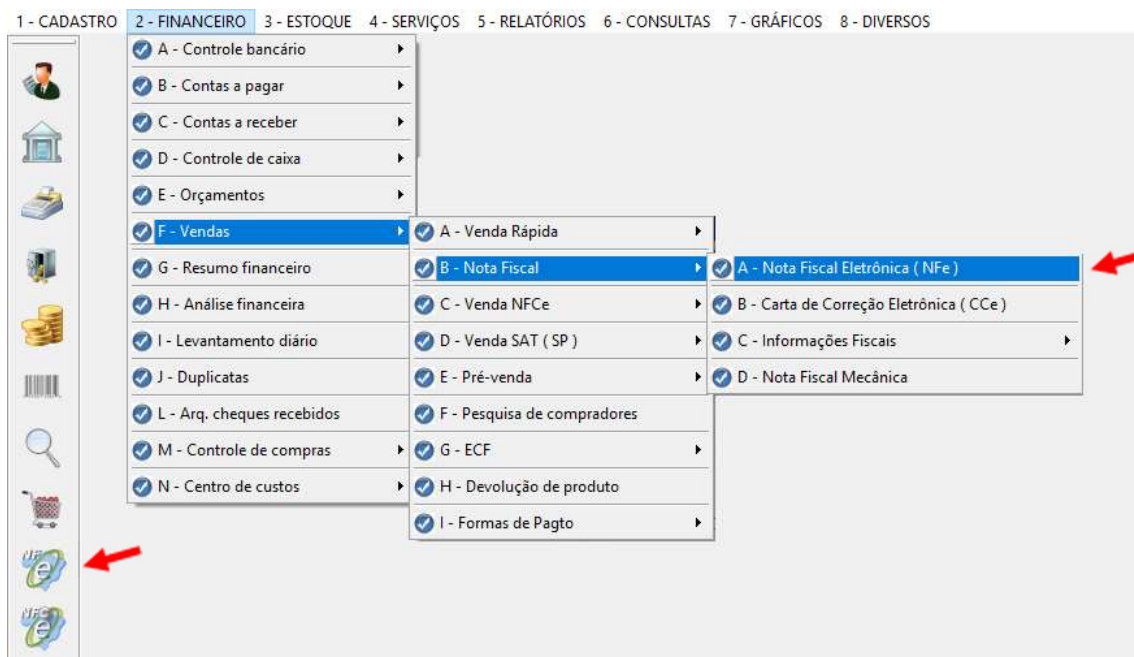 1 - CADASTRO 2 - FINANCEIRO 3 - ESTOQUE 4 - SERVIÇOS 5 - RELATÓRIOS 6 - CONSULTAS 7 - GRÁFICOS 8 - DIVERSOS
A - Controle bancário
B - Contas a pagar
C - Contas a receber
D - Controle de caixa
E - Orçamentos
F - Vendas
G - Resumo financeiro
H - Análise financeira
I - Levantamento diário
J - Duplicatas
L - Arq. cheques recebidos
M - Controle de compras
N - Centro de custos
A - Venda Rápida
B - Nota Fiscal
C - Venda NFCe
D - Venda SAT ( SP )
E - Pré-venda
F - Pesquisa de compradores
G - ECF
H - Devolução de produto
I - Formas de Pagto
A - Nota Fiscal Eletrônica ( NFe )
B - Carta de Correção Eletrônica ( CCe )
C - Informações Fiscais
D - Nota Fiscal Mecânica
NF
e
NFC
e